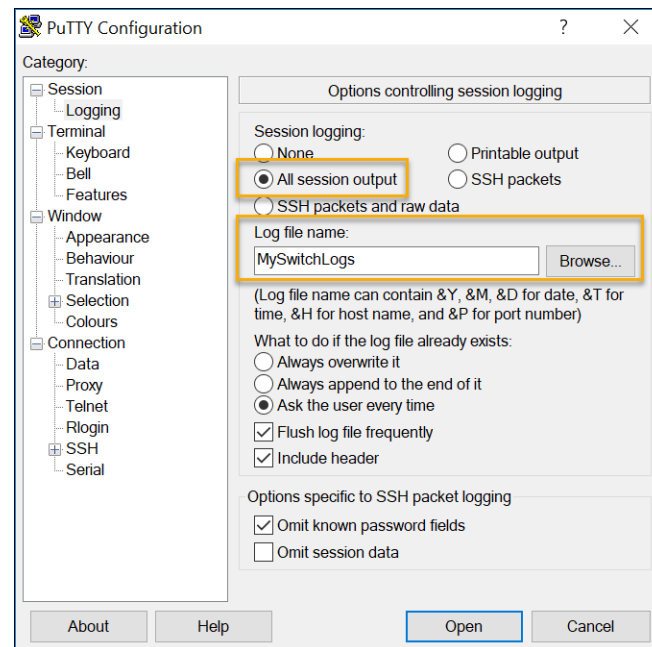 PuTTY Configuration
Category:
Session
Logging
Terminal
Keyboard
Bell
Features
Window
Appearance
Behaviour
Translation
Selection
Colours
Connection
Data
Proxy
Telnet
Rlogin
SSH
Serial
Options controlling session logging
Session logging:
None
Printable output
All session output
SSH packets
SSH packets and raw data
Log file name:
MySwitchLogs
Browse...
(Log file name can contain &Y, &M, &D for date, &T for
time, &H for host name, and &P for port number)
What to do if the log file already exists:
Always overwrite it
Always append to the end of it
Ask the user every time
Flush log file frequently
Include header
Options specific to SSH packet logging
Omit known password fields
Omit session data
About
Help
Open
Cancel